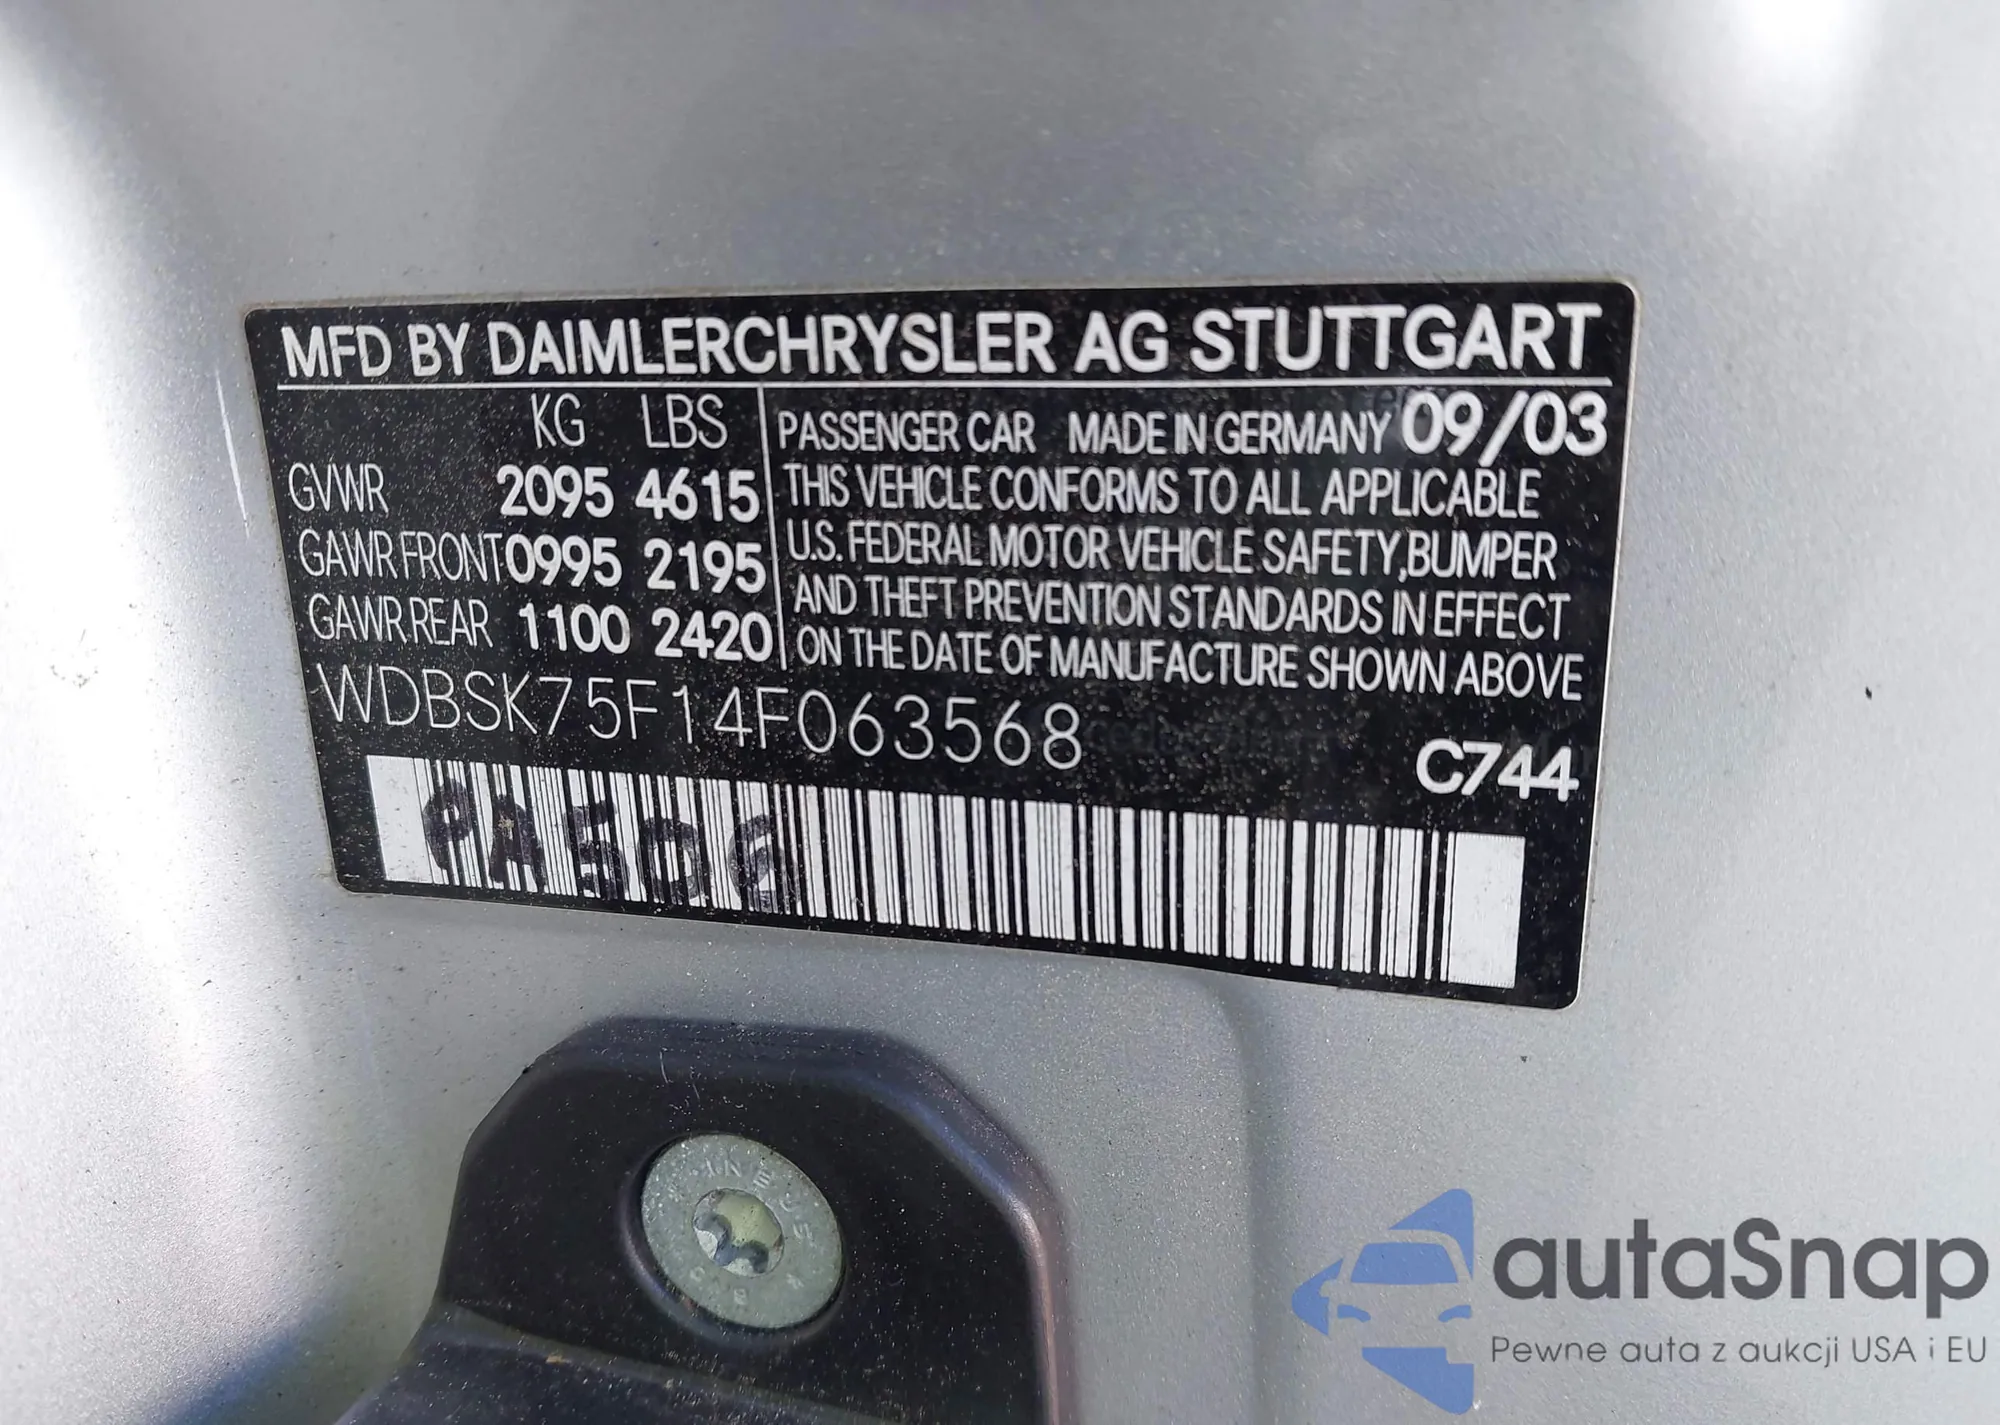 MFD BY DAIMLERCHRYSLER AG STUTTGART
KG LBS
GVWR 2095 4615
GAWR FRONT 0995 2195
GAWR REAR 1100 2420
PASSENGER CAR MADE IN GERMANY 09/03
THIS VEHICLE CONFORMS TO ALL APPLICABLE
U.S. FEDERAL MOTOR VEHICLE SAFETY, BUMPER
AND THEFT PREVENTION STANDARDS IN EFFECT
ON THE DATE OF MANUFACTURE SHOWN ABOVE
WDBSK75F14F063568
C744
PA506
autaSnap
Pewne auta z aukcji USA i EU